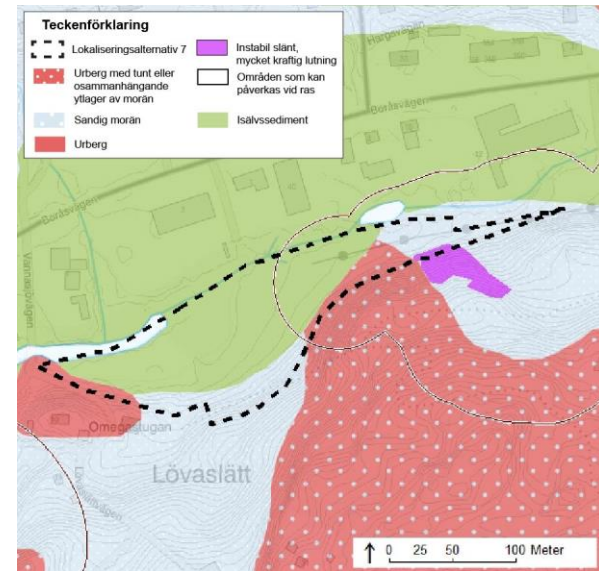 Teckenförklaring
Lokaliseringsalternativ 7
Urberg med tunt eller
osammanhängande
ytlager av morän
Sandig morän
Urberg
Instabil slänt,
mycket kraftig lutning
Områden som kan
påverkas vid ras
Isälvssediment
Boråsvägen
Boråsvägen
Omegastugan
Lövaslätt
0 25 50 100 Meter